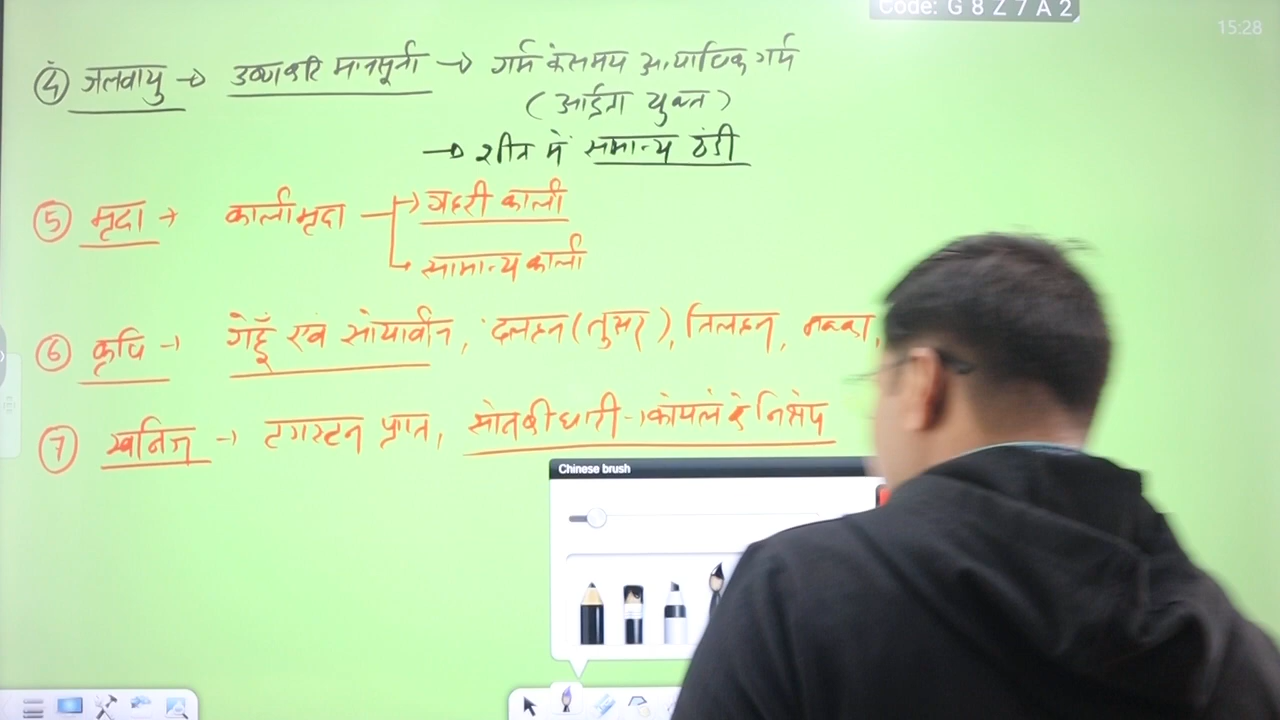 Code: G 8 Z 7 A 2
15:28
④ जलवायु → उष्णकटि मानसूनी → गर्म के समय अत्यधिक गर्म
(आर्द्रता युक्त)
→ शीत में सामान्य ठंडी
⑤ मृदा → काली मृदा → गहरी काली
→ सामान्य काली
⑥ कृषि → गेहूँ एवं सोयाबीन, दलहन (तुअर), तिलहन, मक्का,
⑦ खनिज → टंगस्टन प्राप्त, सोनतवीघाटी → कोयले के निक्षेप
Chinese brush